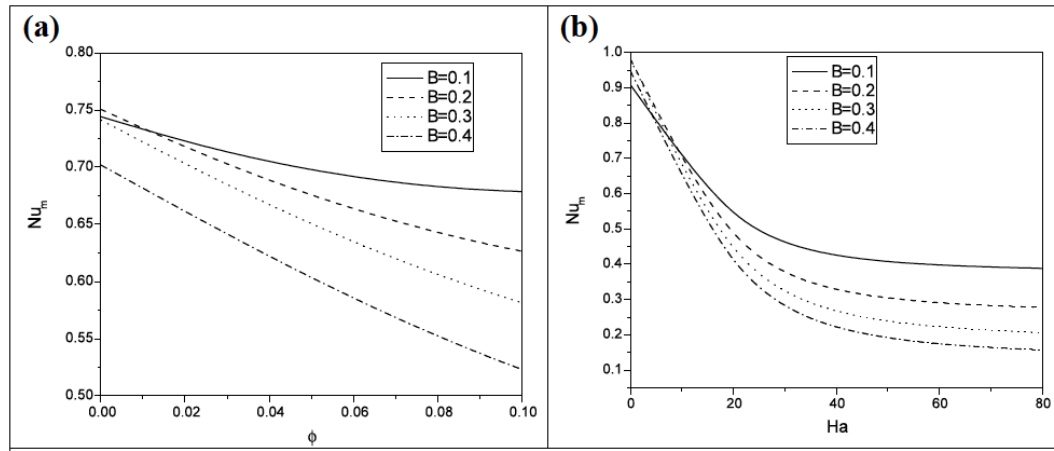 (a)
0.80
0.75
0.70
0.65
0.60
0.55
0.50
Nu_m
0.00 0.02 0.04 0.06 0.08 0.10
ϕ
B=0.1
B=0.2
B=0.3
B=0.4
(b)
1.0
0.9
0.8
0.7
0.6
0.5
0.4
0.3
0.2
0.1
Nu_m
0 20 40 60 80
Ha
B=0.1
B=0.2
B=0.3
B=0.4